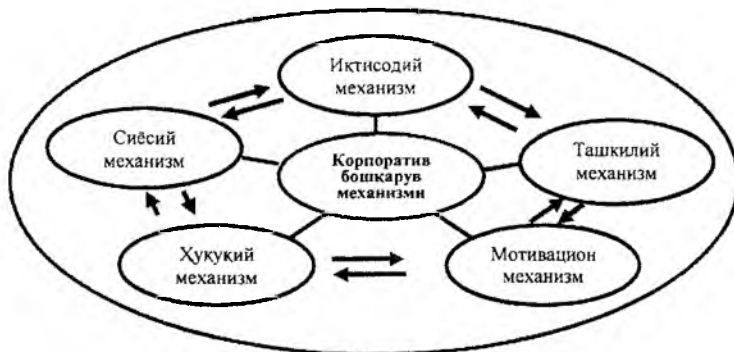 Иқтисодий
механизм
Сиёсий
механизм
Корпоратив
бошқарув
механизми
Ташкилий
механизм
Ҳуқуқий
механизм
Мотивацион
механизм